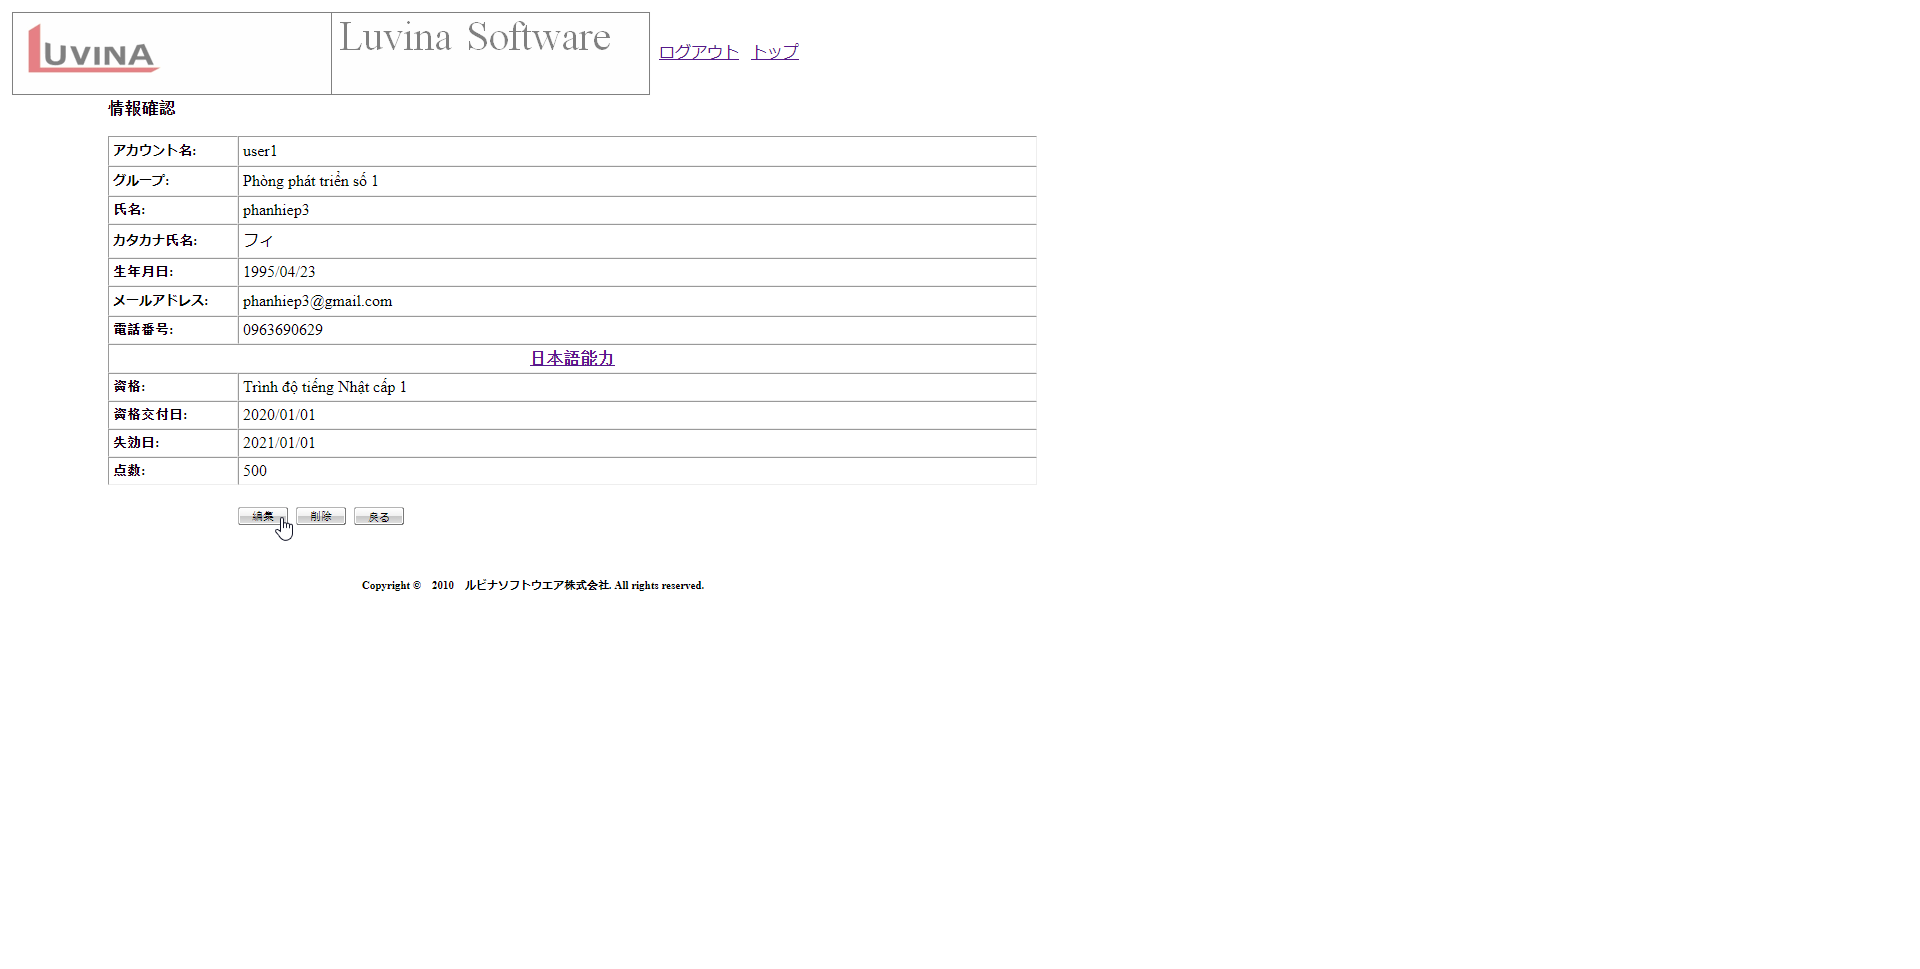 LUVINA
Luvina Software
ログアウト トップ
情報確認
アカウント名: user1
グループ: Phòng phát triển số 1
氏名: phanhiep3
カタカナ氏名: フィ
生年月日: 1995/04/23
メールアドレス: phanhiep3@gmail.com
電話番号: 0963690629
日本語能力
資格: Trình độ tiếng Nhật cấp 1
資格交付日: 2020/01/01
失効日: 2021/01/01
点数: 500
編集 削除 戻る
Copyright © 2010 ルビナソフトウエア株式会社. All rights reserved.